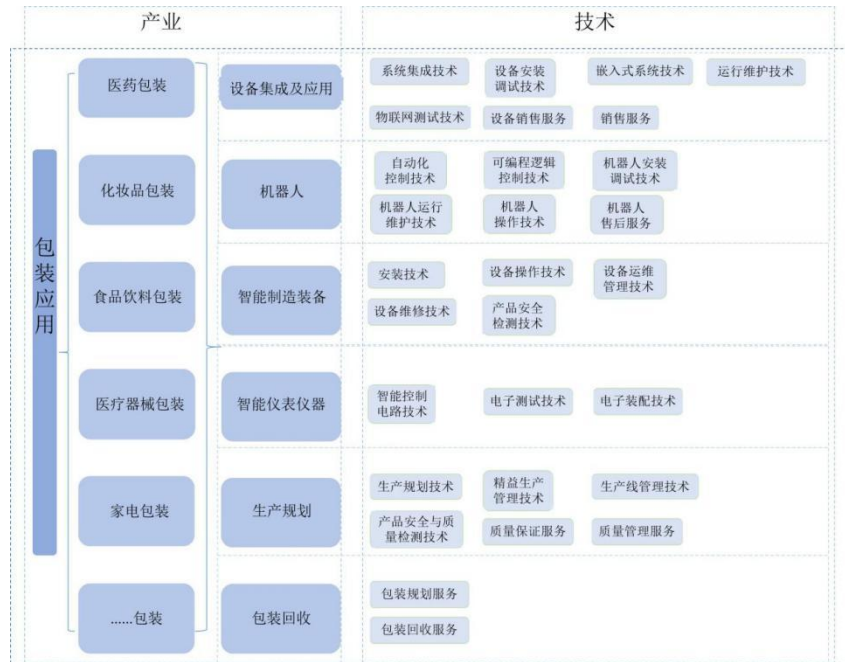 产业
技术
包装应用
医药包装
化妆品包装
食品饮料包装
医疗器械包装
家电包装
......包装
设备集成及应用
系统集成技术
设备安装
调试技术
嵌入式系统技术
运行维护技术
物联网测试技术
设备销售服务
销售服务
机器人
自动化
控制技术
可编程逻辑
控制技术
机器人安装
调试技术
机器人运行
维护技术
机器人
操作技术
机器人
售后服务
智能制造装备
安装技术
设备操作技术
设备运维
管理技术
设备维修技术
产品安全
检测技术
智能仪表仪器
智能控制
电路技术
电子测试技术
电子装配技术
生产规划
生产规划技术
精益生产
管理技术
生产线管理技术
产品安全与质
量检测技术
质量保证服务
质量管理服务
包装回收
包装规划服务
包装回收服务